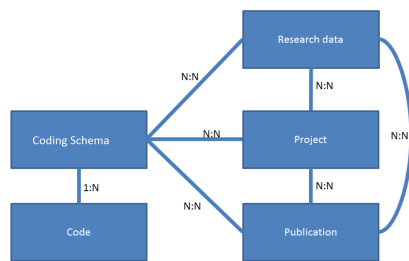 Research data
N:N
N:N
Coding Schema
N:N
Project
N:N
1:N
N:N
N:N
Code
Publication